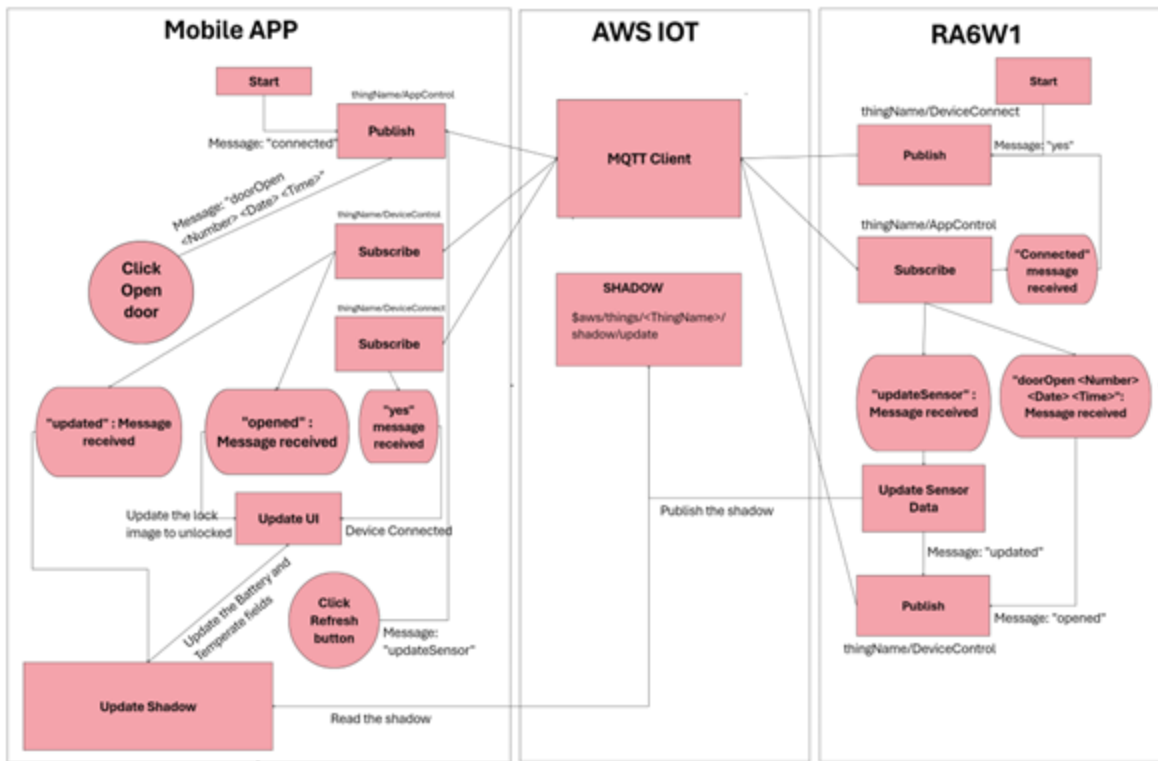 Mobile APP
Start
thingName/AppControl
Publish
Message: "connected"
Message: "doorOpen
<Number> <Date> <Time>"
Click
Open
door
thingName/DeviceControl
Subscribe
thingName/DeviceConnect
Subscribe
"updated" : Message
received
"opened" :
Message received
"yes"
message
received
Update the lock
image to unlocked
Update UI
Device Connected
Update the Battery and
Temperate fields
Click
Refresh
button
Message:
"updateSensor"
Update Shadow
Read the shadow
AWS IOT
MQTT Client
SHADOW
$aws/things/<ThingName>/
shadow/update
Publish the shadow
RA6W1
Start
thingName/DeviceConnect
Publish
Message: "yes"
thingName/AppControl
Subscribe
"Connected"
message
received
"updateSensor" :
Message received
"doorOpen <Number>
<Date> <Time>":
Message received
Update Sensor
Data
Message: "updated"
Publish
Message: "opened"
thingName/DeviceControl